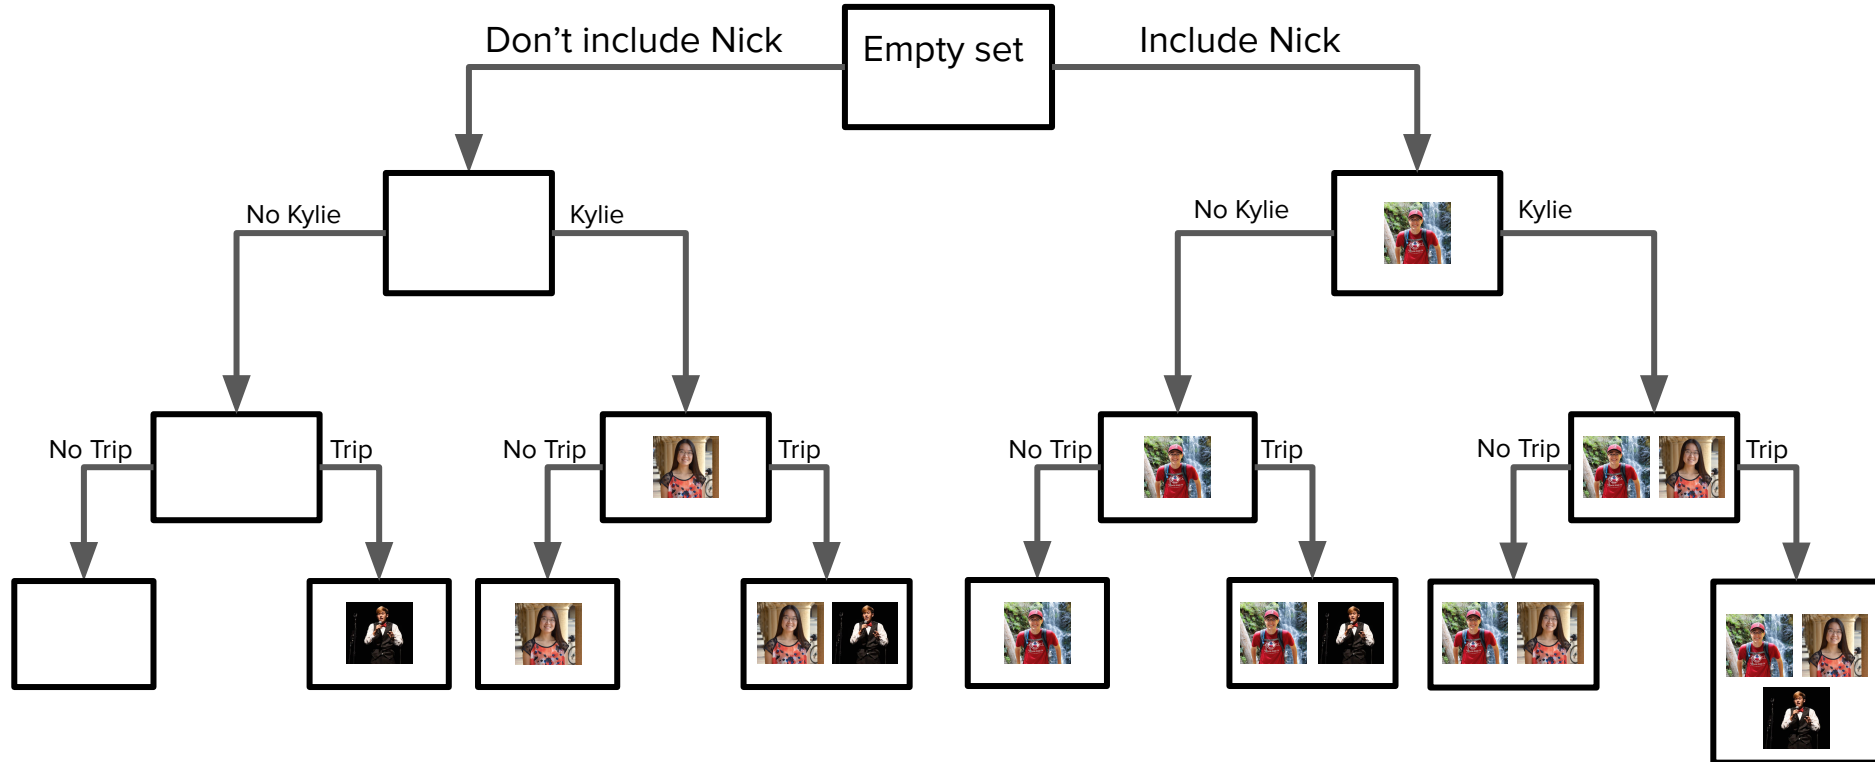 Don't include Nick
Empty set
Include Nick
No Kylie
Kylie
No Kylie
Kylie
No Trip
Trip
No Trip
Trip
No Trip
Trip
No Trip
Trip